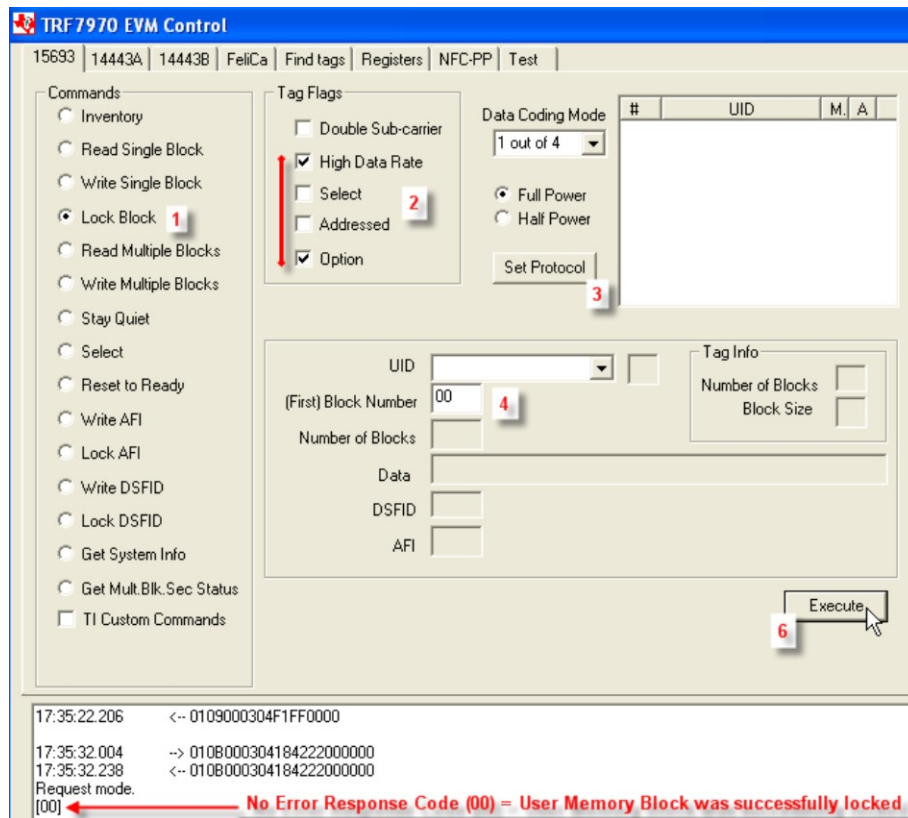 TRF7970 EVM Control
15693 14443A 14443B FeliCa Find tags Registers NFC-PP Test
Commands
Inventory
Read Single Block
Write Single Block
Lock Block 1
Read Multiple Blocks
Write Multiple Blocks
Stay Quiet
Select
Reset to Ready
Write AFI
Lock AFI
Write DSFID
Lock DSFID
Get System Info
Get Mult.Blk.Sec Status
TI Custom Commands
Tag Flags
Double Sub-carrier
High Data Rate
Select
2
Addressed
Option
Data Coding Mode
1 out of 4
Full Power
Half Power
Set Protocol
3
# UID M. A
UID
(First) Block Number 00 4
Number of Blocks
Data
DSFID
AFI
Tag Info
Number of Blocks
Block Size
Execute
6
17:35:22.206 <-- 0109000304F1FF0000
17:35:32.004 --> 010B000304184222000000
17:35:32.238 <-- 010B000304184222000000
Request mode.
[00] No Error Response Code (00) = User Memory Block was successfully locked